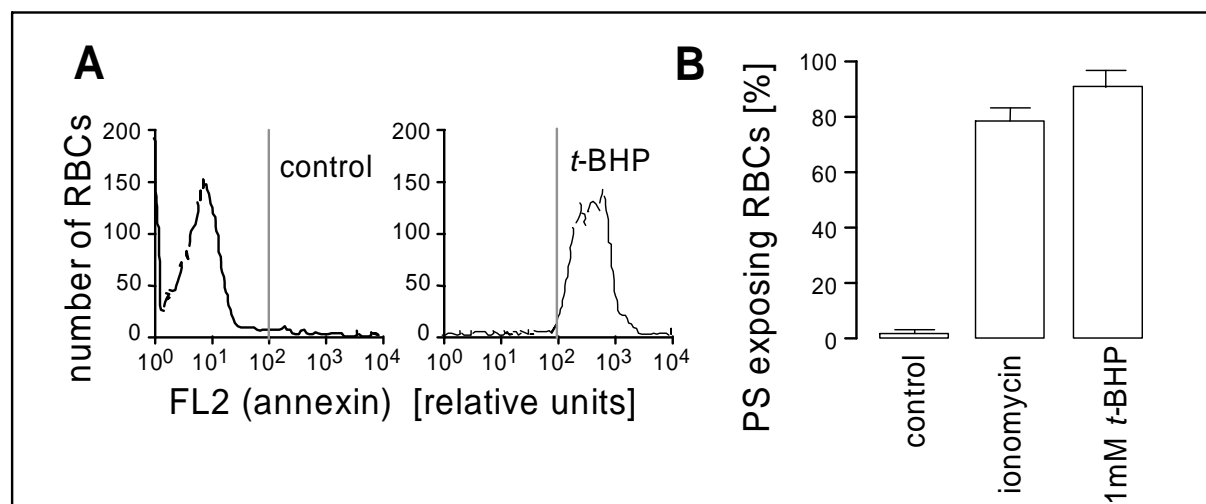 A
number of RBCs
200
150
100
50
0
control
10^0 10^1 10^2 10^3 10^4
200
150
100
50
0
t-BHP
10^0 10^1 10^2 10^3 10^4
FL2 (annexin) [relative units]
B
PS exposing RBCs [%]
100
80
60
40
20
0
control
ionomycin
1mM t-BHP